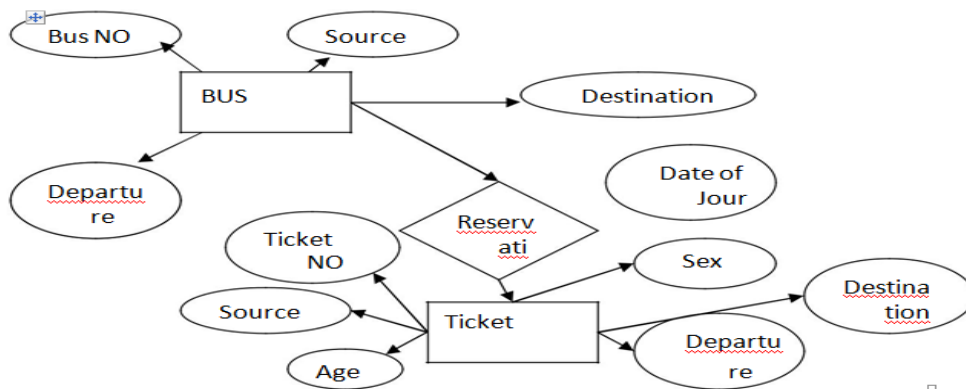 Bus NO
Source
BUS
Destination
Departu
re
Date of
Jour
Reserv
ati
Ticket
NO
Sex
Destina
tion
Source
Ticket
Departu
re
Age